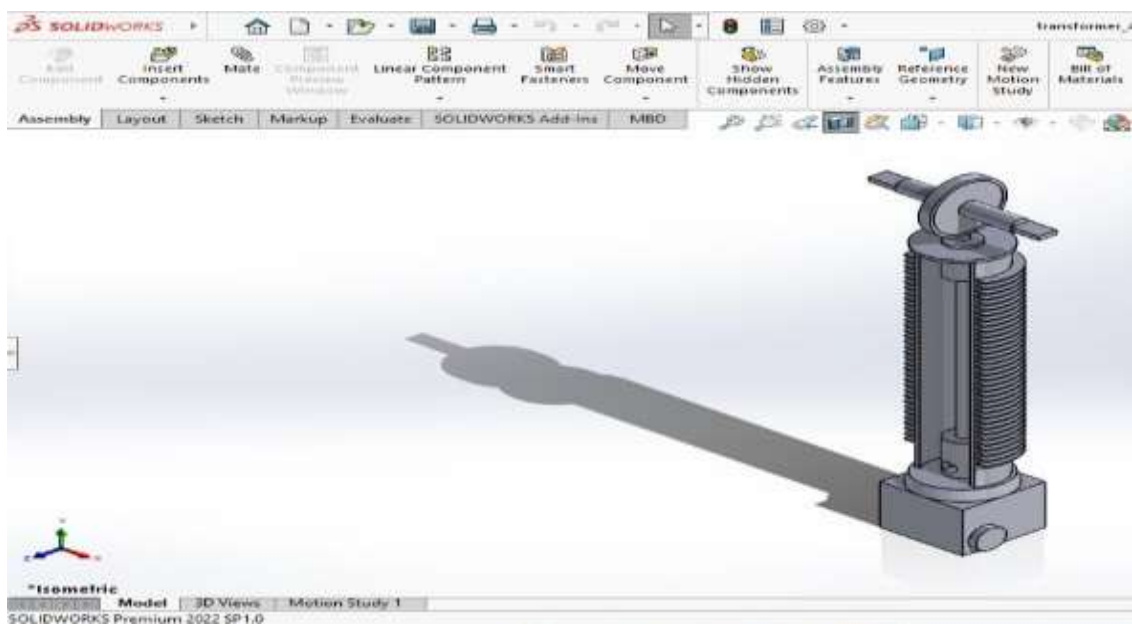 SOLIDWORKS
transformer_a
Insert Components
Mate
Linear Component Pattern
Smart Fasteners
Move Component
Show Hidden Components
Assembly Features
Reference Geometry
New Motion Study
Bill of Materials
Assembly Layout Sketch Markup Evaluate SOLIDWORKS Add-Ins MBD
*Isometric
Model 3D Views Motion Study 1
SOLIDWORKS Premium 2022 SP1.0